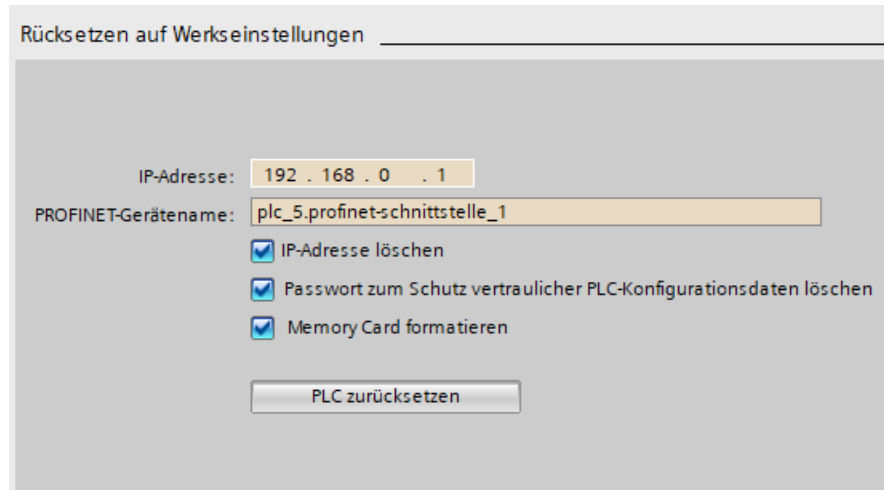 Rücksetzen auf Werkseinstellungen
IP-Adresse: 192 . 168 . 0 . 1
PROFINET-Gerätename: plc_5.profinet-schnittstelle_1
IP-Adresse löschen
Passwort zum Schutz vertraulicher PLC-Konfigurationsdaten löschen
Memory Card formatieren
PLC zurücksetzen